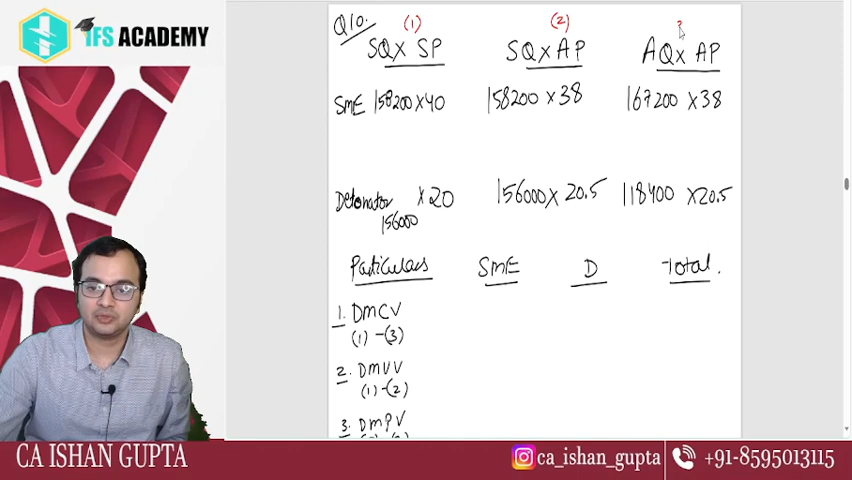 IFS ACADEMY
Q10. (1) (2) 3
SQ X SP SQ X AP AQ X AP
SME 158200 X 40 158200 X 38 167200 X 38
Detonator X 20 156000 X 20.5 118400 X 20.5
156000
Particulars SME D Total.
1. DMCV
(1) - (3)
2. DMVV
(1) - (2)
3. DMPV
CA ISHAN GUPTA ca_ishan_gupta +91-8595013115